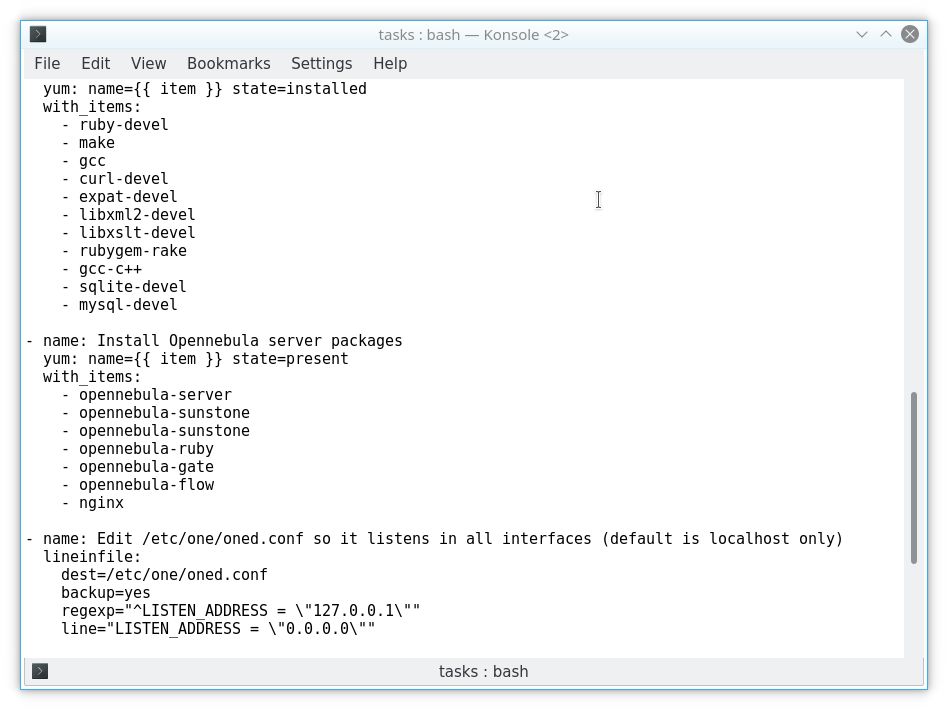 tasks : bash — Konsole <2>
File Edit View Bookmarks Settings Help
  yum: name={{ item }} state=installed
  with_items:
    - ruby-devel
    - make
    - gcc
    - curl-devel
    - expat-devel
    - libxml2-devel
    - libxslt-devel
    - rubygem-rake
    - gcc-c++
    - sqlite-devel
    - mysql-devel

- name: Install Opennebula server packages
  yum: name={{ item }} state=present
  with_items:
    - opennebula-server
    - opennebula-sunstone
    - opennebula-sunstone
    - opennebula-ruby
    - opennebula-gate
    - opennebula-flow
    - nginx

- name: Edit /etc/one/oned.conf so it listens in all interfaces (default is localhost only)
  lineinfile:
    dest=/etc/one/oned.conf
    backup=yes
    regexp="^LISTEN_ADDRESS = \"127.0.0.1\""
    line="LISTEN_ADDRESS = \"0.0.0.0\""
tasks : bash